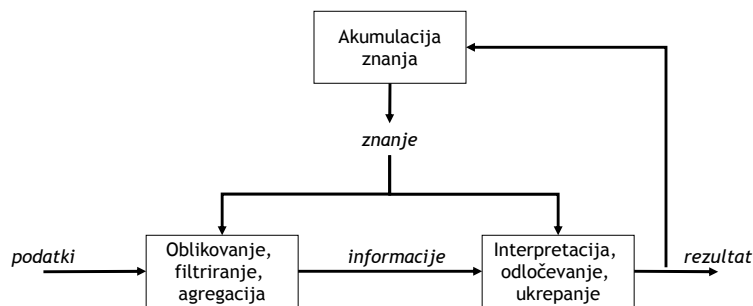 Akumulacija
znanja
znanje
podatki
Oblikovanje,
filtriranje,
agregacija
informacije
Interpretacija,
odločevanje,
ukrepanje
rezultat